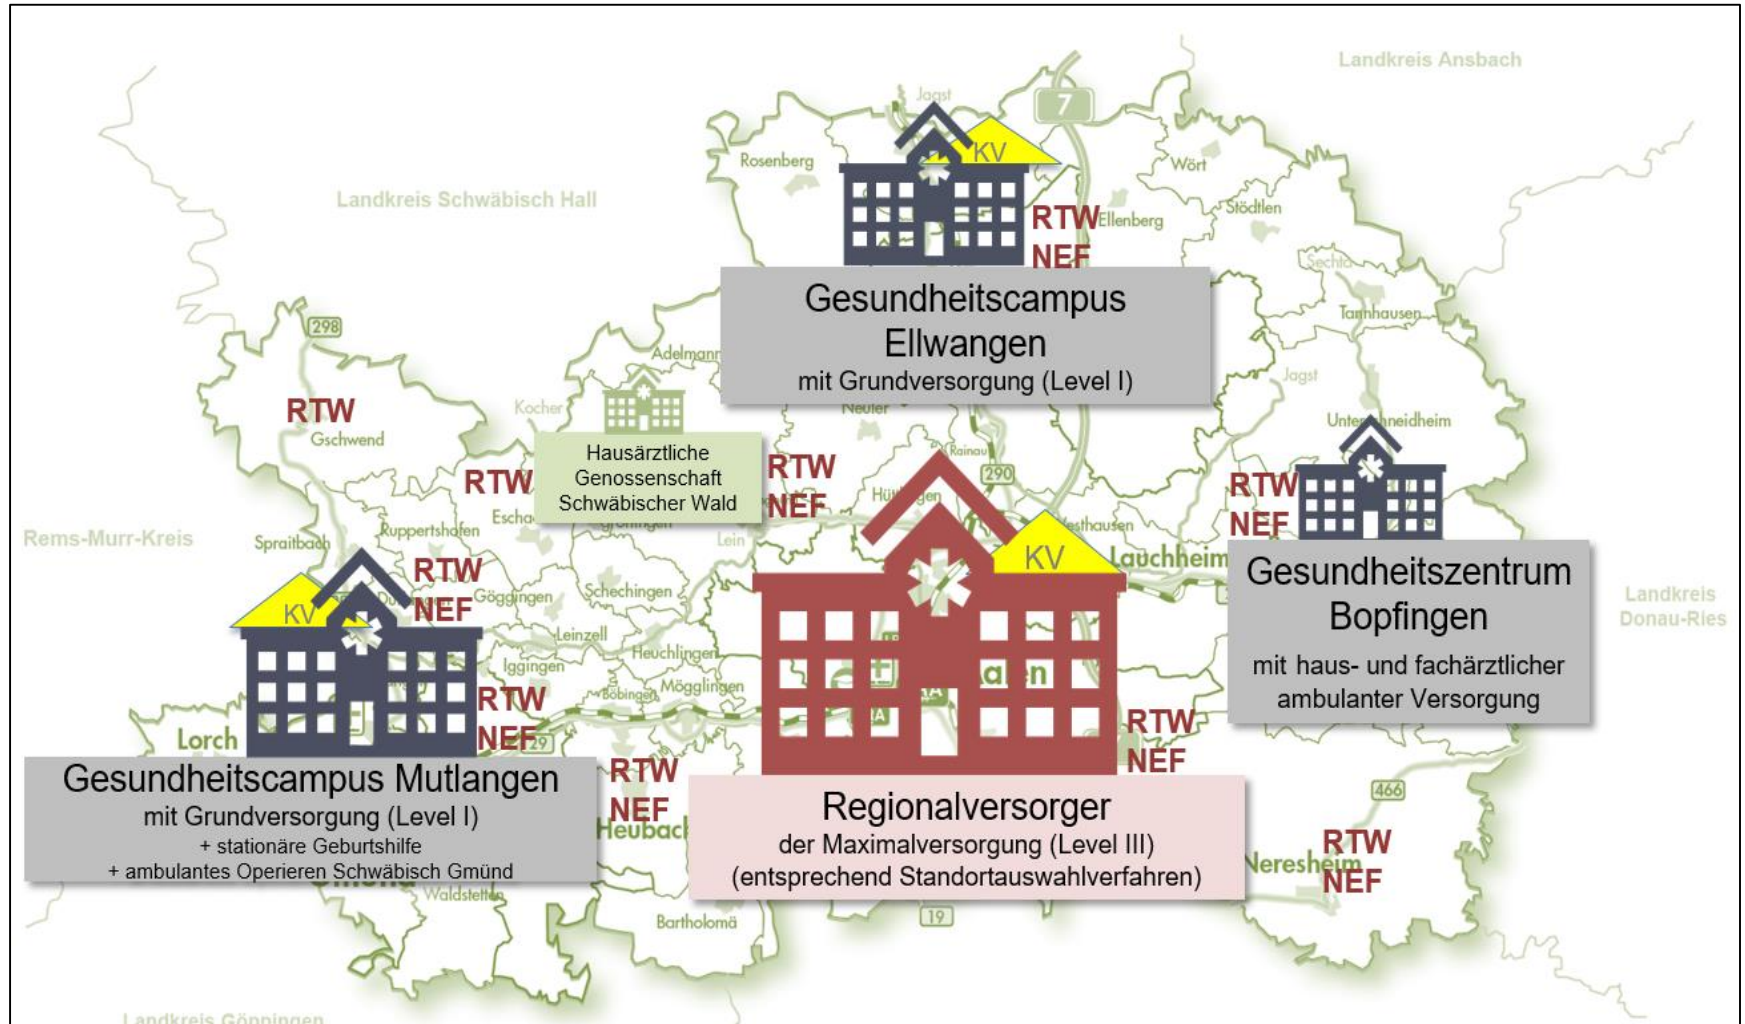 Landkreis Ansbach
Jagst
7
KV
Rosenberg
Wört
Landkreis Schwäbisch Hall
RTW
NEF
Ellenberg
Stödtlen
Sechta
Gesundheitscampus
Ellwangen
mit Grundversorgung (Level I)
Tannhausen
298
Adelmann
Jagst
RTW
Gschwend
Kocher
Neuler
Hausärztliche
Genossenschaft
Schwäbischer Wald
RTW
RTW
NEF
Rainau
290
RTW
NEF
Rems-Murr-Kreis
Spraitbach
Ruppertshofen
Lein
KV
Lauchheim
Gesundheitszentrum
Bopfingen
mit haus- und fachärztlicher
ambulanter Versorgung
Landkreis
Donau-Ries
KV
RTW
NEF
Göggingen
Schechingen
Leinzell
Iggingen
Heuchlingen
Böbingen
Mögglingen
RTW
NEF
29
Lorch
RTW
NEF
RTW
NEF
Heubach
Gesundheitscampus Mutlangen
mit Grundversorgung (Level I)
+ stationäre Geburtshilfe
+ ambulantes Operieren Schwäbisch Gmünd
Regionalversorger
der Maximalversorgung (Level III)
(entsprechend Standortauswahlverfahren)
466
RTW
NEF
Neresheim
Waldstetten
Bartholomä
19
Landkreis Göppingen